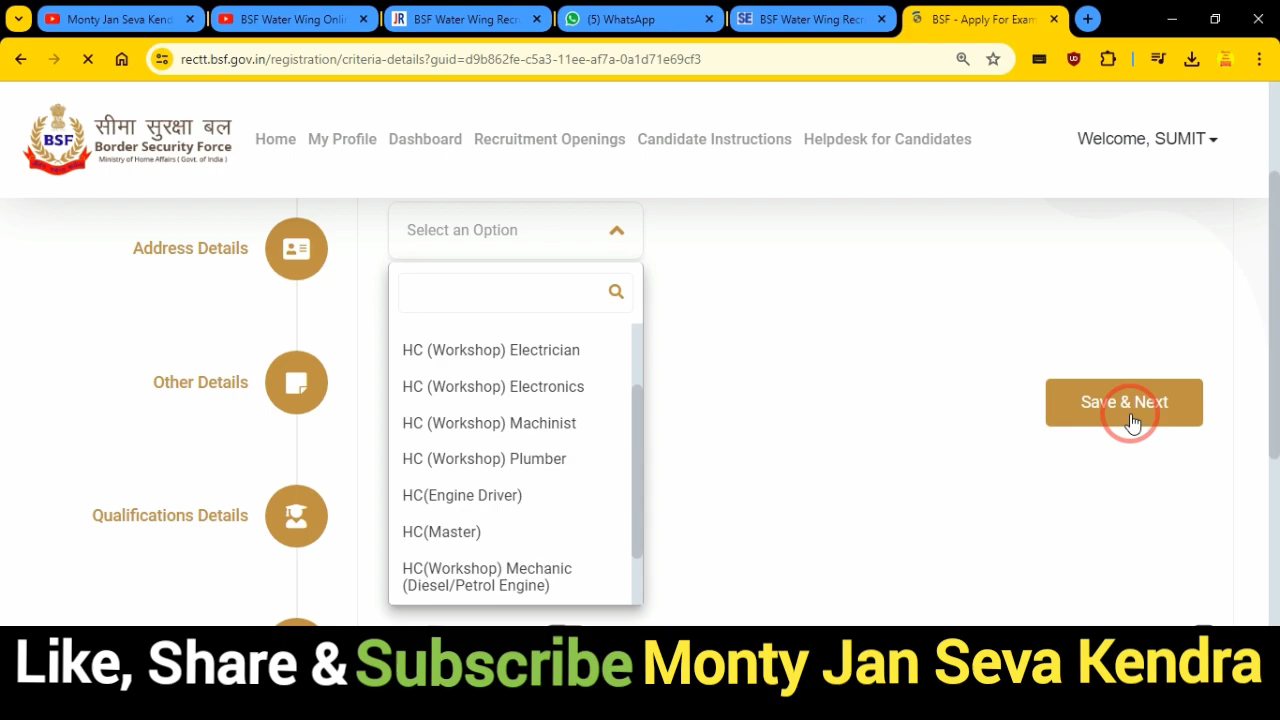 Monty Jan Seva Kend
BSF Water Wing Onli
JR BSF Water Wing Recr
(5) WhatsApp
SE BSF Water Wing Recr
BSF - Apply For Exam
rectt.bsf.gov.in/registration/criteria-details?guid=d9b862fe-c5a3-11ee-af7a-0a1d71e69cf3
BSF
सीमा सुरक्षा बल
Border Security Force
Ministry of Home Affairs ( Govt. of India )
Home
My Profile
Dashboard
Recruitment Openings
Candidate Instructions
Helpdesk for Candidates
Welcome, SUMIT
Address Details
Other Details
Qualifications Details
Select an Option
HC (Workshop) Electrician
HC (Workshop) Electronics
HC (Workshop) Machinist
HC (Workshop) Plumber
HC(Engine Driver)
HC(Master)
HC(Workshop) Mechanic
(Diesel/Petrol Engine)
Save & Next
Like, Share & Subscribe Monty Jan Seva Kendra